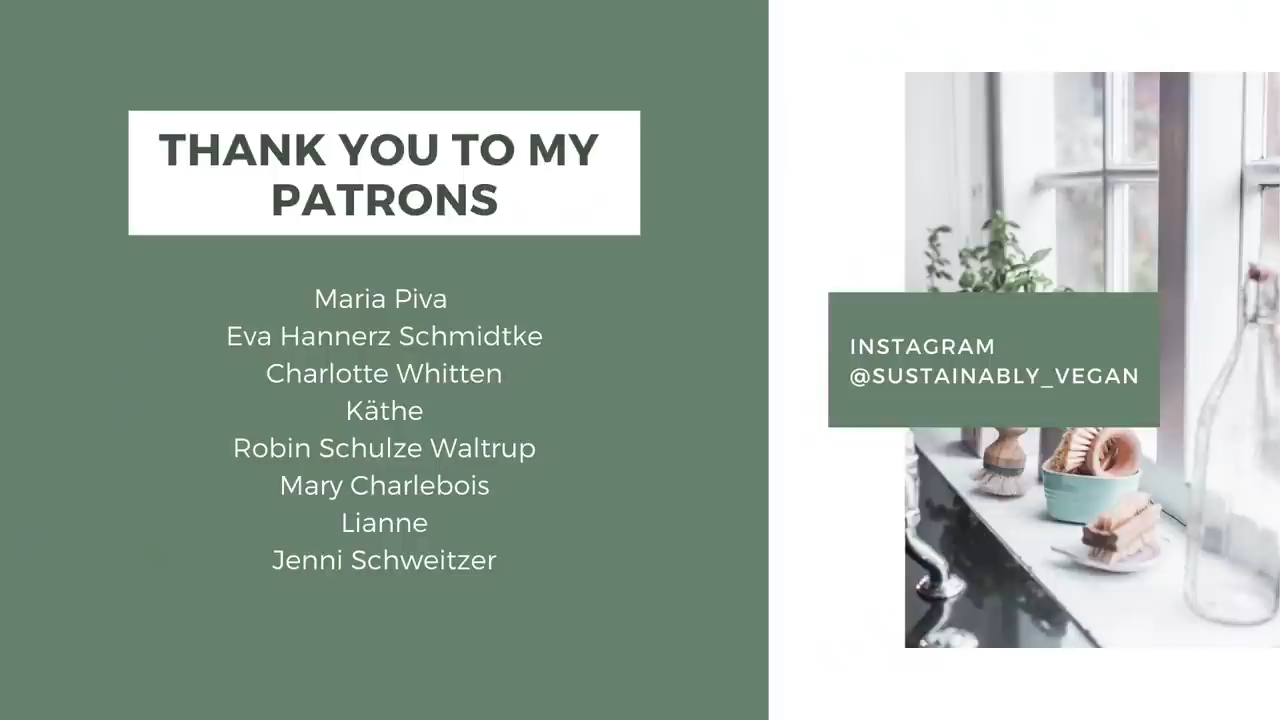 THANK YOU TO MY
PATRONS
Maria Piva
Eva Hannerz Schmidtke
Charlotte Whitten
Käthe
Robin Schulze Waltrup
Mary Charlebois
Lianne
Jenni Schweitzer
INSTAGRAM
@SUSTAINABLY_VEGAN